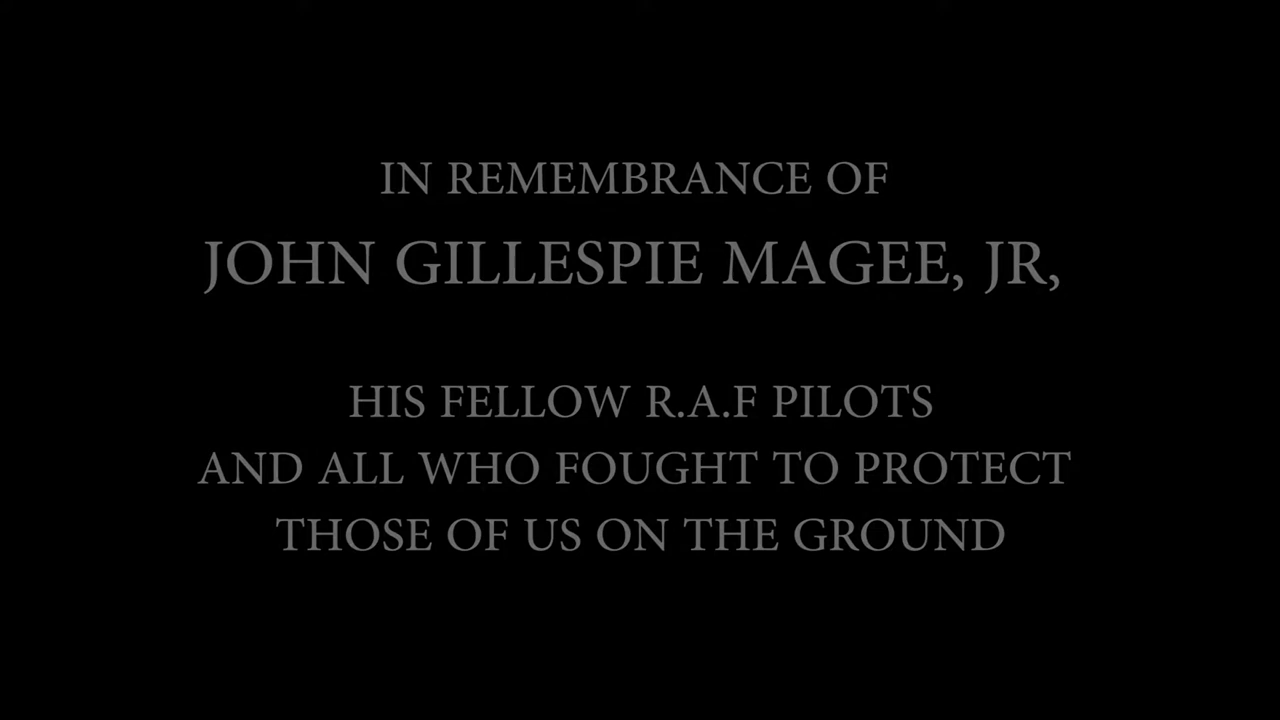 IN REMEMBRANCE OF
JOHN GILLESPIE MAGEE, JR,
HIS FELLOW R.A.F PILOTS
AND ALL WHO FOUGHT TO PROTECT
THOSE OF US ON THE GROUND